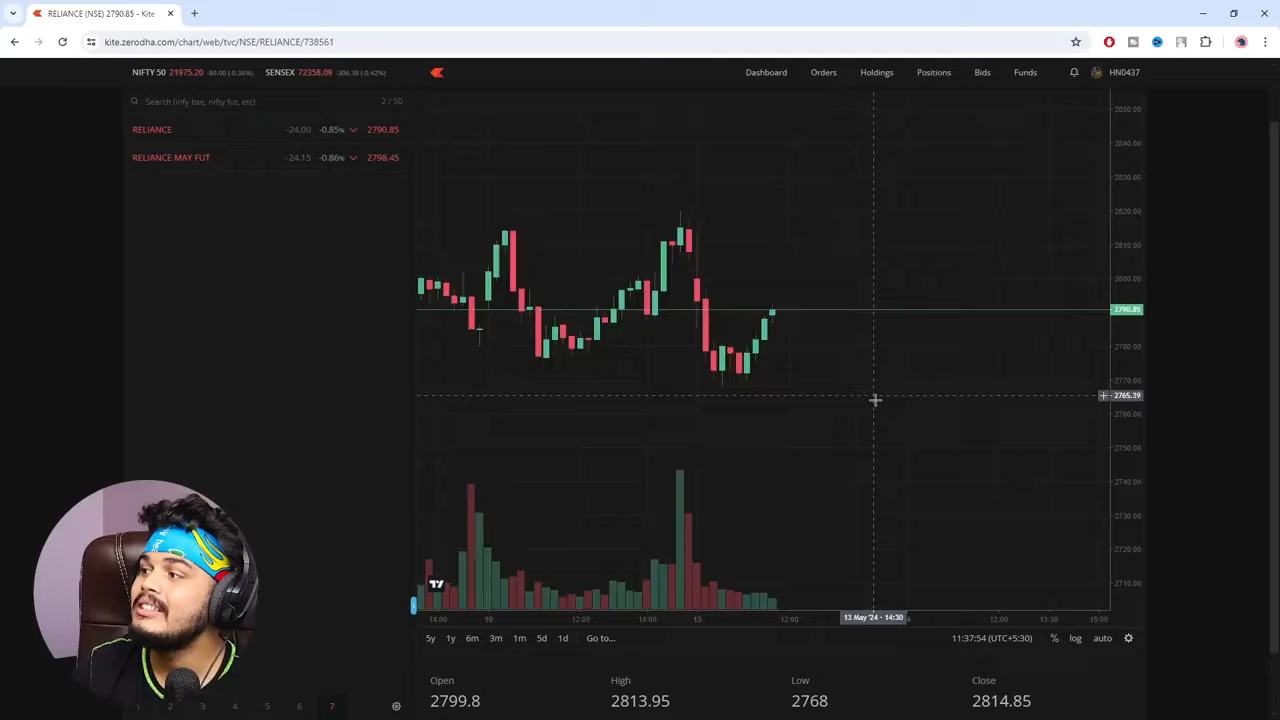 RELIANCE (NSE) 2790.85 - Kite
kite.zerodha.com/chart/web/tvc/NSE/RELIANCE/738561
NIFTY 50 21975.20 -80.00 (-0.36%) SENSEX 72358.09 -306.38 (-0.42%)
Dashboard Orders Holdings Positions Bids Funds HN0437
Search (infy bse, nifty fut, etc) 2 / 50
RELIANCE -24.00 -0.85% 2790.85
RELIANCE MAY FUT -24.15 -0.86% 2798.45
2850.00
2840.00
2830.00
2820.00
2810.00
2800.00
2790.85
2780.00
2770.00
2765.39
2760.00
2750.00
2740.00
2730.00
2720.00
2710.00
14:00 10 12:00 14:00 12:00 13 May '24 - 14:30 12:00 13:30 15:00
5y 1y 6m 3m 1m 5d 1d Go to... 11:37:54 (UTC+5:30) % log auto
Open High Low Close
2799.8 2813.95 2768 2814.85
1 2 3 4 5 6 7